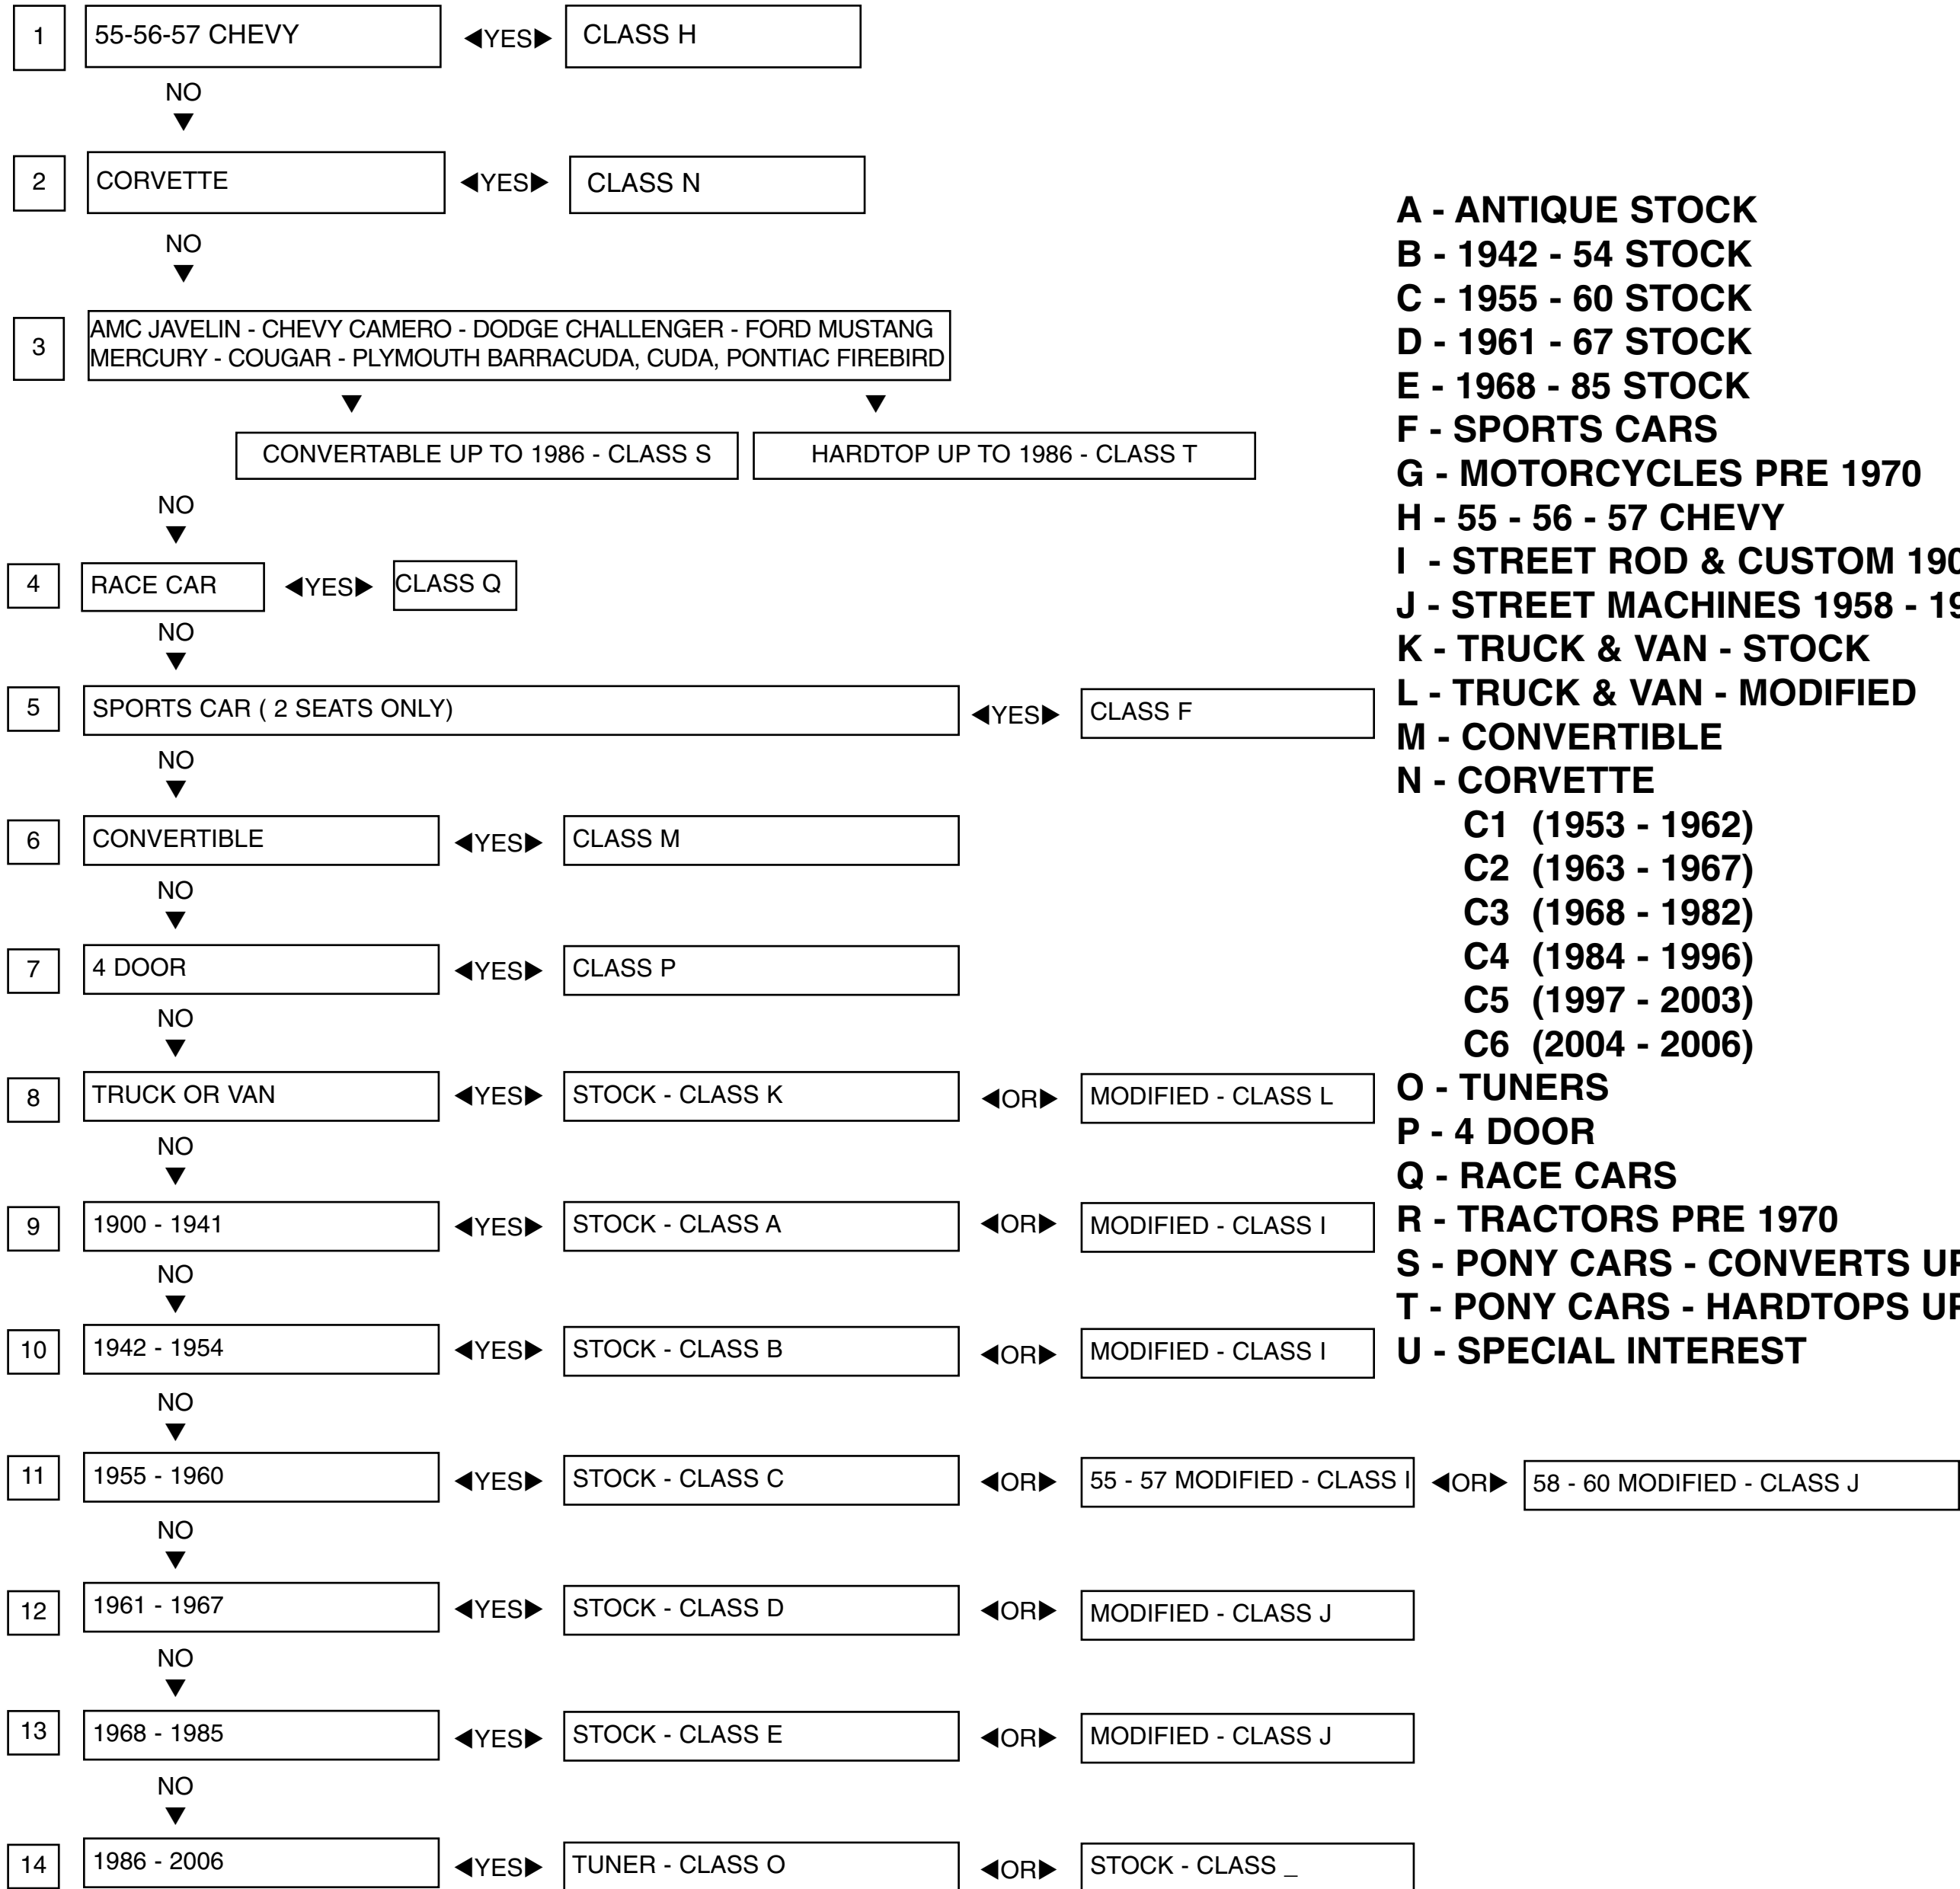 1
55-56-57 CHEVY
YES
CLASS H
NO
2
CORVETTE
YES
CLASS N
NO
3
AMC JAVELIN - CHEVY CAMERO - DODGE CHALLENGER - FORD MUSTANG
MERCURY - COUGAR - PLYMOUTH BARRACUDA, CUDA, PONTIAC FIREBIRD
CONVERTABLE UP TO 1986 - CLASS S
HARDTOP UP TO 1986 - CLASS T
NO
4
RACE CAR
YES
CLASS Q
NO
5
SPORTS CAR ( 2 SEATS ONLY)
YES
CLASS F
NO
6
CONVERTIBLE
YES
CLASS M
NO
7
4 DOOR
YES
CLASS P
NO
8
TRUCK OR VAN
YES
STOCK - CLASS K
OR
MODIFIED - CLASS L
NO
9
1900 - 1941
YES
STOCK - CLASS A
OR
MODIFIED - CLASS I
NO
10
1942 - 1954
YES
STOCK - CLASS B
OR
MODIFIED - CLASS I
NO
11
1955 - 1960
YES
STOCK - CLASS C
OR
55 - 57 MODIFIED - CLASS I
OR
58 - 60 MODIFIED - CLASS J
NO
12
1961 - 1967
YES
STOCK - CLASS D
OR
MODIFIED - CLASS J
NO
13
1968 - 1985
YES
STOCK - CLASS E
OR
MODIFIED - CLASS J
NO
14
1986 - 2006
YES
TUNER - CLASS O
OR
STOCK - CLASS _
A - ANTIQUE STOCK
B - 1942 - 54 STOCK
C - 1955 - 60 STOCK
D - 1961 - 67 STOCK
E - 1968 - 85 STOCK
F - SPORTS CARS
G - MOTORCYCLES PRE 1970
H - 55 - 56 - 57 CHEVY
I - STREET ROD & CUSTOM
J - STREET MACHINES 1958 -
K - TRUCK & VAN - STOCK
L - TRUCK & VAN - MODIFIED
M - CONVERTIBLE
N - CORVETTE
C1 (1953 - 1962)
C2 (1963 - 1967)
C3 (1968 - 1982)
C4 (1984 - 1996)
C5 (1997 - 2003)
C6 (2004 - 2006)
O - TUNERS
P - 4 DOOR
Q - RACE CARS
R - TRACTORS PRE 1970
S - PONY CARS - CONVERTS
T - PONY CARS - HARDTOPS
U - SPECIAL INTEREST